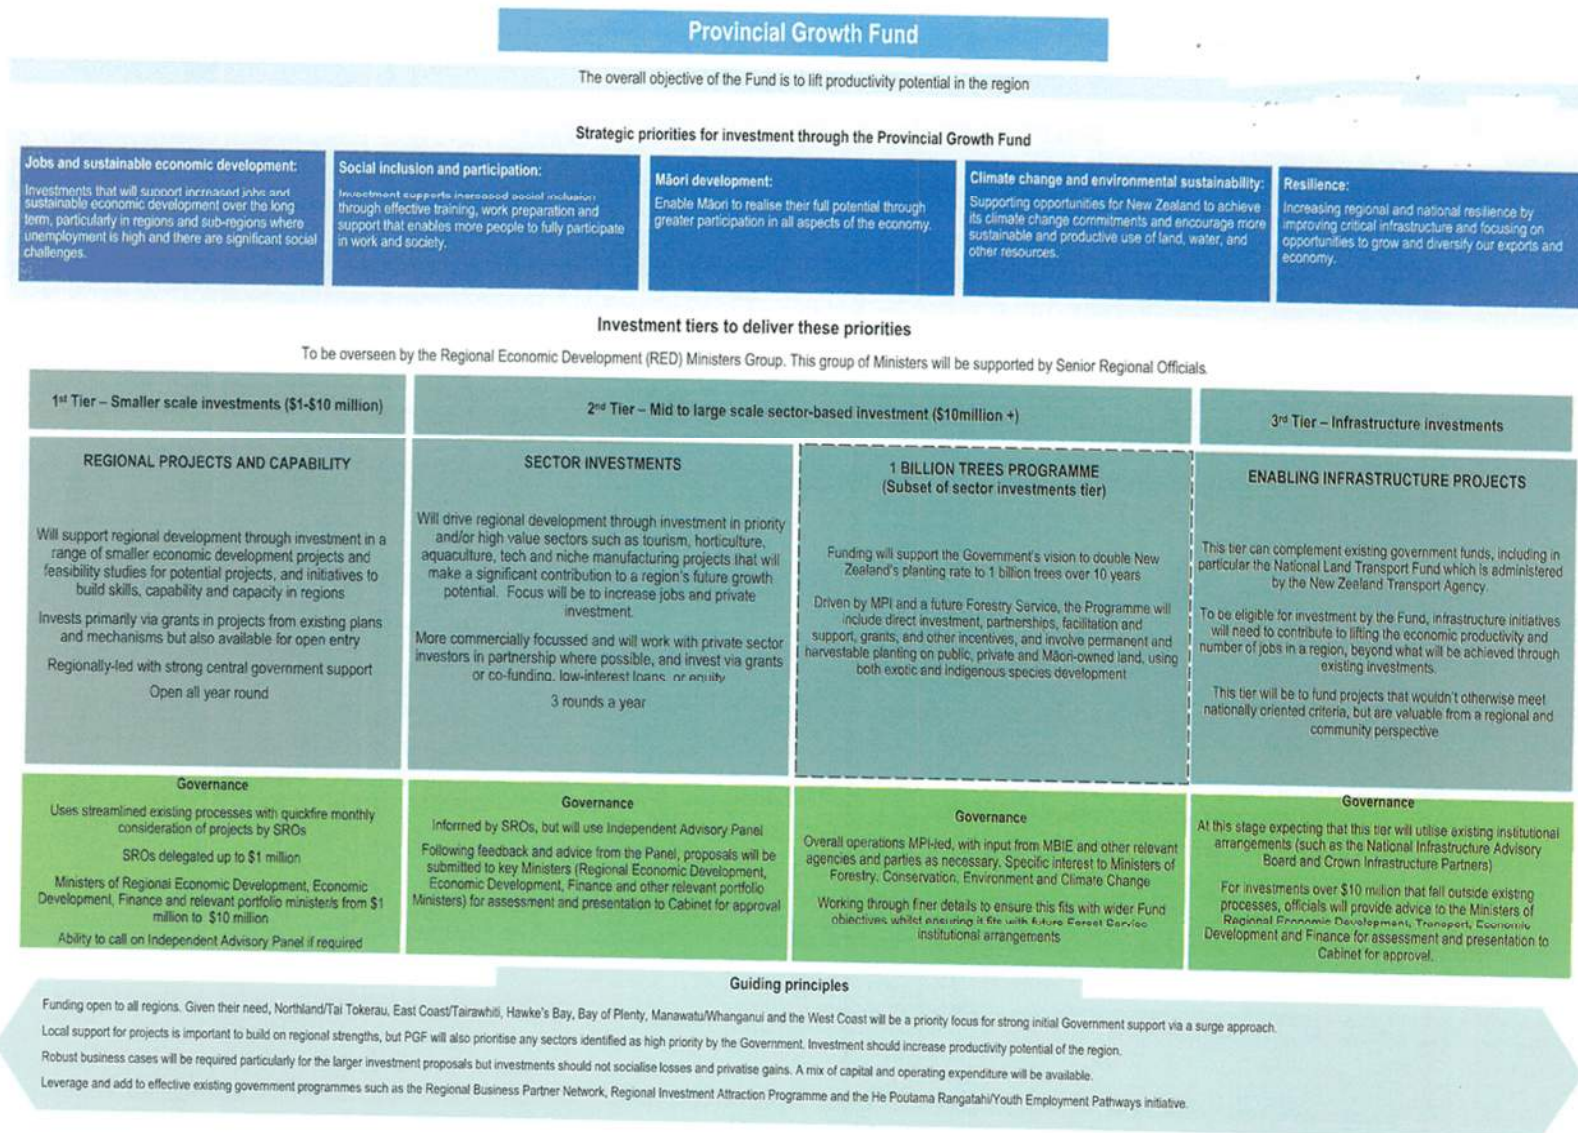 Provincial Growth Fund
The overall objective of the Fund is to lift productivity potential in the region
Strategic priorities for investment through the Provincial Growth Fund
Jobs and sustainable economic development:
Investments that will support increased jobs and
sustainable economic development over the long
term, particularly in regions and sub-regions where
unemployment is high and there are significant social
challenges.
Social inclusion and participation:
Investment supports increased social inclusion
through effective training, work preparation and
support that enables more people to fully participate
in work and society.
Māori development:
Enable Māori to realise their full potential through
greater participation in all aspects of the economy.
Climate change and environmental sustainability:
Supporting opportunities for New Zealand to achieve
its climate change commitments and encourage more
sustainable and productive use of land, water, and
other resources.
Resilience:
Increasing regional and national resilience by
improving critical infrastructure and focusing on
opportunities to grow and diversify our exports and
economy.
Investment tiers to deliver these priorities
To be overseen by the Regional Economic Development (RED) Ministers Group. This group of Ministers will be supported by Senior Regional Officials.
1st Tier – Smaller scale investments ($1-$10 million)
2nd Tier – Mid to large scale sector-based investment ($10million +)
3rd Tier – Infrastructure investments
REGIONAL PROJECTS AND CAPABILITY
Will support regional development through investment in a
range of smaller economic development projects and
feasibility studies for potential projects, and initiatives to
build skills, capability and capacity in regions
Invests primarily via grants in projects from existing plans
and mechanisms but also available for open entry
Regionally-led with strong central government support
Open all year round
SECTOR INVESTMENTS
Will drive regional development through investment in priority
and/or high value sectors such as tourism, horticulture,
aquaculture, tech and niche manufacturing projects that will
make a significant contribution to a region's future growth
potential. Focus will be to increase jobs and private
investment.
More commercially focussed and will work with private sector
investors in partnership where possible, and invest via grants
or co-funding, low-interest loans, or equity
3 rounds a year
1 BILLION TREES PROGRAMME
(Subset of sector investments tier)
Funding will support the Government's vision to double New
Zealand's planting rate to 1 billion trees over 10 years
Driven by MPI and a future Forestry Service, the Programme will
include direct investment, partnerships, facilitation and
support, grants, and other incentives, and involve permanent and
harvestable planting on public, private and Māori-owned land, using
both exotic and indigenous species development
ENABLING INFRASTRUCTURE PROJECTS
This tier can complement existing government funds, including in
particular the National Land Transport Fund which is administered
by the New Zeeland Transport Agency.
To be eligible for investment by the Fund, infrastructure initiatives
will need to contribute to lifting the economic productivity and
number of jobs in a region, beyond what will be achieved through
existing investments.
This tier will be to fund projects that wouldn't otherwise meet
nationally oriented criteria, but are valuable from a regional and
community perspective
Governance
Uses streamlined existing processes with quickfire monthly
consideration of projects by SROs
SROs delegated up to $1 million
Ministers of Regional Economic Development, Economic
Development, Finance and relevant portfolio minister/s from $1
million to $10 million
Ability to call on Independent Advisory Panel if required
Governance
Informed by SROs, but will use Independent Advisory Panel
Following feedback and advice from the Panel, proposals will be
submitted to key Ministers (Regional Economic Development,
Economic Development, Finance and other relevant portfolio
Ministers) for assessment and presentation to Cabinet for approval
Governance
Overall operations MPI-led, with input from MBIE and other relevant
agencies and parties as necessary. Specific interest to Ministers of
Forestry, Conservation, Environment and Climate Change
Working through finer details to ensure this fits with wider Fund
objectives whilst ensuring it fits with future Forest Service
institutional arrangements
Governance
At this stage expecting that this tier will utilise existing institutional
arrangements (such as the National Infrastructure Advisory
Board and Crown Infrastructure Partners)
For investments over $10 million that fall outside existing
processes, officials will provide advice to the Ministers of
Regional Economic Development, Transport, Economic
Development and Finance for assessment and presentation to
Cabinet for approval.
Guiding principles
Funding open to all regions. Given their need, Northland/Tai Tokerau, East Coast/Tairawhiti, Hawke's Bay, Bay of Plenty, Manawatu/Whanganui and the West Coast will be a priority focus for strong initial Government support via a surge approach.
Local support for projects is important to build on regional strengths, but PGF will also prioritise any sectors identified as high priority by the Government. Investment should increase productivity potential of the region.
Robust business cases will be required particularly for the larger investment proposals but investments should not socialise losses and privatise gains. A mix of capital and operating expenditure will be available.
Leverage and add to effective existing government programmes such as the Regional Business Partner Network, Regional Investment Attraction Programme and the He Poutama Rangatahi/Youth Employment Pathways initiative.